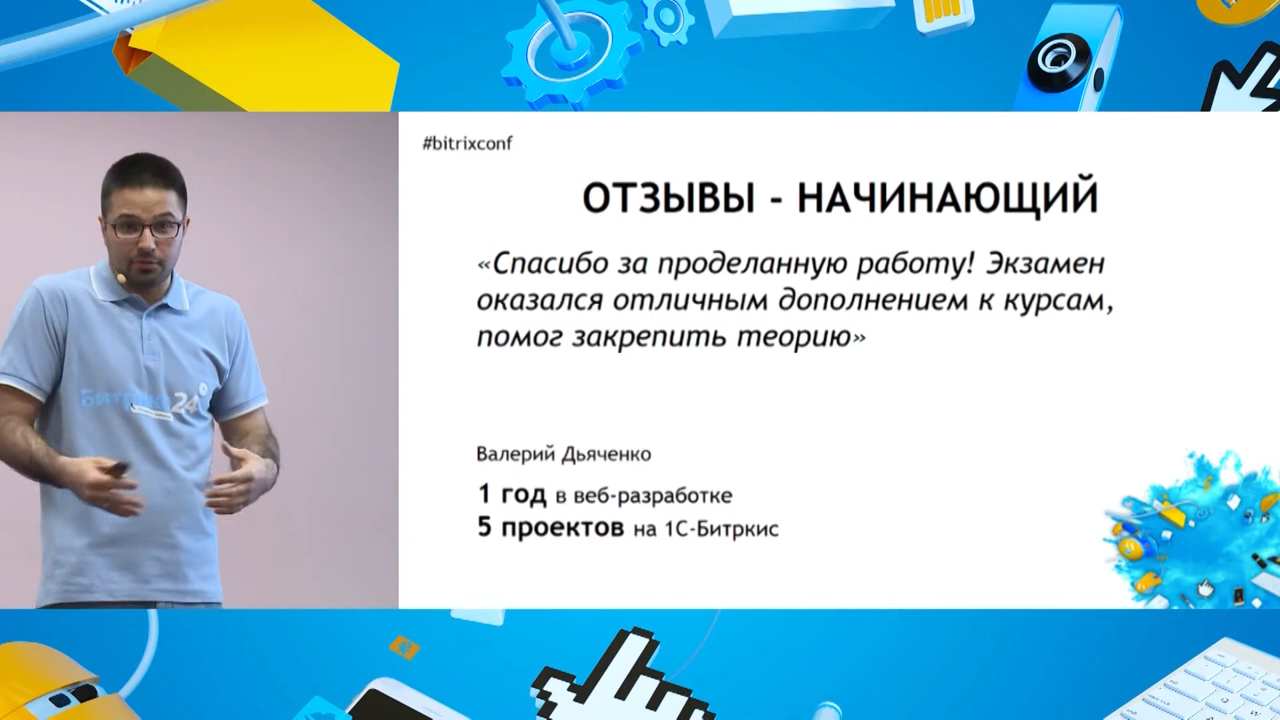 #bitrixconf
ОТЗЫВЫ - НАЧИНАЮЩИЙ
«Спасибо за проделанную работу! Экзамен
оказался отличным дополнением к курсам,
помог закрепить теорию»
Валерий Дьяченко
1 год в веб-разработке
5 проектов на 1С-Битркис
24